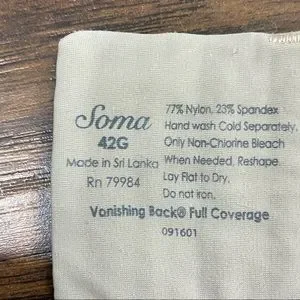 Soma
42G
Made in Sri Lanka
Rn 79984
77% Nylon, 23% Spandex
Hand wash Cold Separately,
Only Non-Chlorine Bleach
When Needed, Reshape
Lay Flat to Dry.
Do not iron.
Vanishing Back® Full Coverage
091601